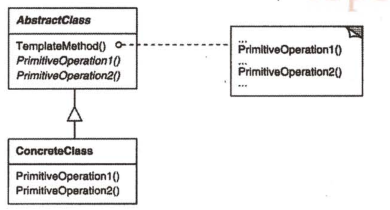 AbstractClass
TemplateMethod()
PrimitiveOperation1()
PrimitiveOperation2()
...
PrimitiveOperation1()
...
PrimitiveOperation2()
...
ConcreteClass
PrimitiveOperation1()
PrimitiveOperation2()